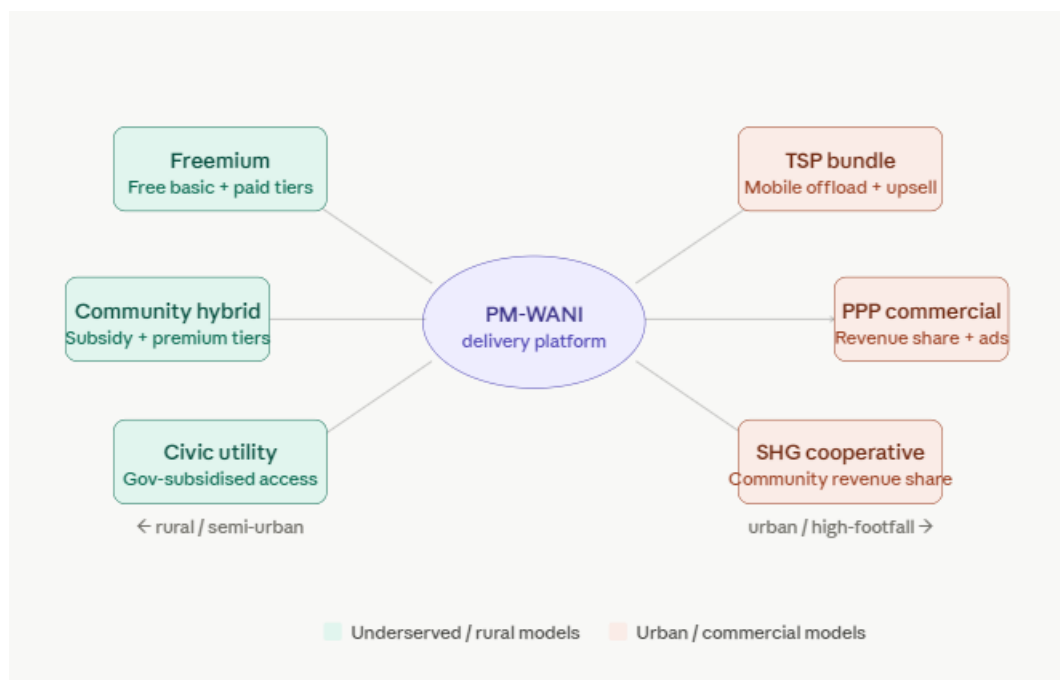 Freemium
Free basic + paid tiers
TSP bundle
Mobile offload + upsell
Community hybrid
Subsidy + premium tiers
PM-WANI
delivery platform
PPP commercial
Revenue share + ads
Civic utility
Gov-subsidised access
SHG cooperative
Community revenue share
← rural / semi-urban
urban / high-footfall →
Underserved / rural models
Urban / commercial models